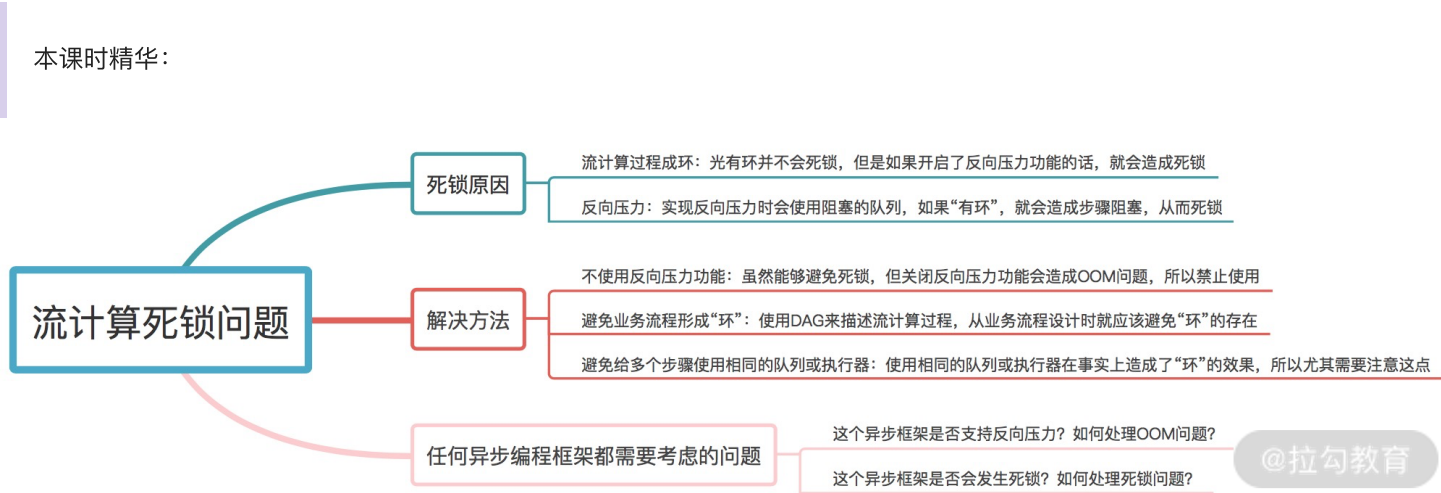 本课时精华：
死锁原因
流计算过程成环：光有环并不会死锁，但是如果开启了反向压力功能的话，就会造成死锁
反向压力：实现反向压力时会使用阻塞的队列，如果“有环”，就会造成步骤阻塞，从而死锁
流计算死锁问题
解决方法
不使用反向压力功能：虽然能够避免死锁，但关闭反向压力功能会造成OOM问题，所以禁止使用
避免业务流程形成“环”：使用DAG来描述流计算过程，从业务流程设计时就应该避免“环”的存在
避免给多个步骤使用相同的队列或执行器：使用相同的队列或执行器在事实上造成了“环”的效果，所以尤其需要注意这点
任何异步编程框架都需要考虑的问题
这个异步框架是否支持反向压力？如何处理OOM问题？
这个异步框架是否会发生死锁？如何处理死锁问题？
@拉勾教育